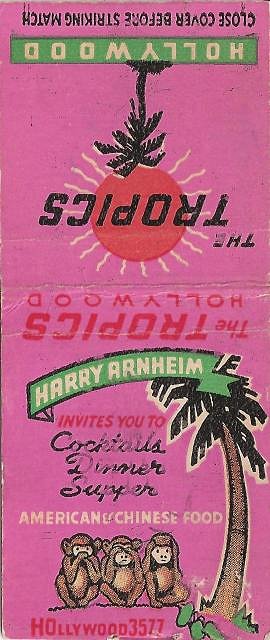 CLOSE COVER BEFORE STRIKING MATCH
HOLLYWOOD
THE TROPICS
The TROPICS
HOLLYWOOD
HARRY ARNHEIM
INVITES YOU TO
Cocktails
Dinner
Supper
AMERICAN & CHINESE FOOD
HOLLYWOOD 3577